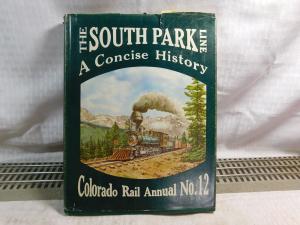 THE SOUTH PARK LINE
A Concise History
Colorado Rail Annual No. 12